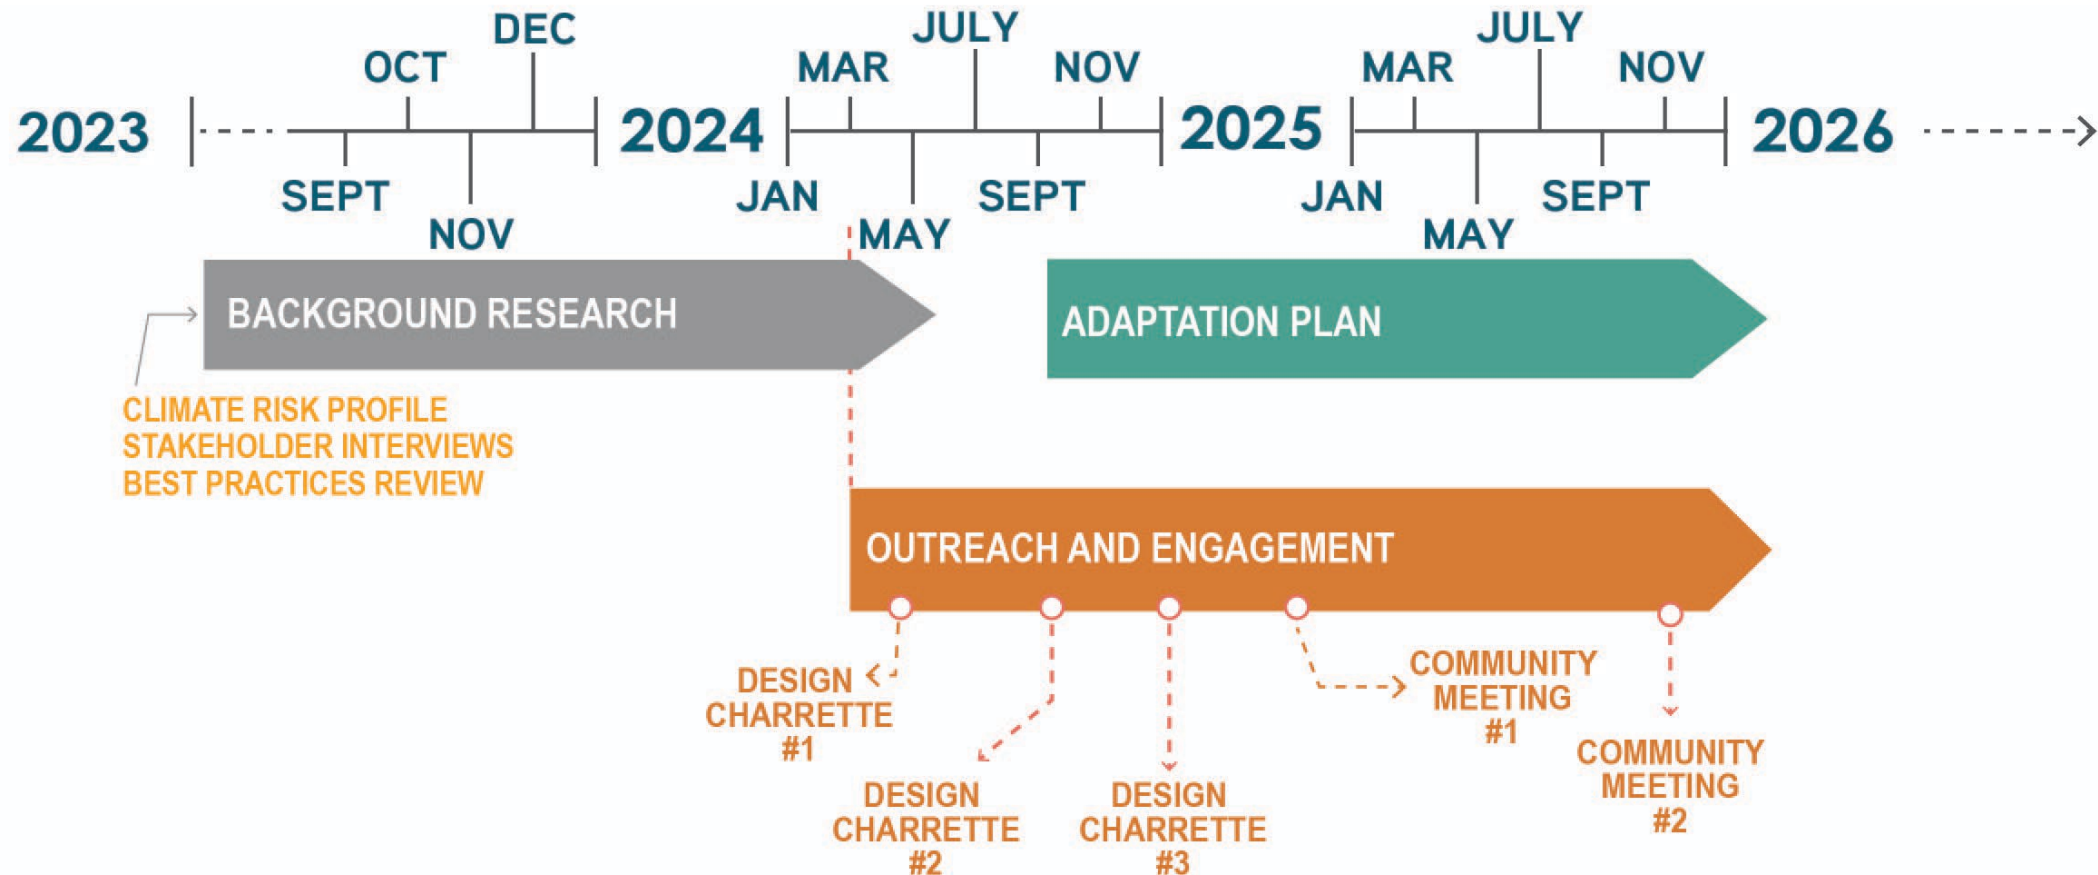 DEC
JULY
JULY
OCT
MAR
NOV
MAR
NOV
2023
2024
2025
2026
SEPT
JAN
SEPT
JAN
SEPT
NOV
MAY
MAY
BACKGROUND RESEARCH
ADAPTATION PLAN
CLIMATE RISK PROFILE
STAKEHOLDER INTERVIEWS
BEST PRACTICES REVIEW
OUTREACH AND ENGAGEMENT
DESIGN
CHARRETTE
#1
DESIGN
CHARRETTE
#2
DESIGN
CHARRETTE
#3
COMMUNITY
MEETING
#1
COMMUNITY
MEETING
#2